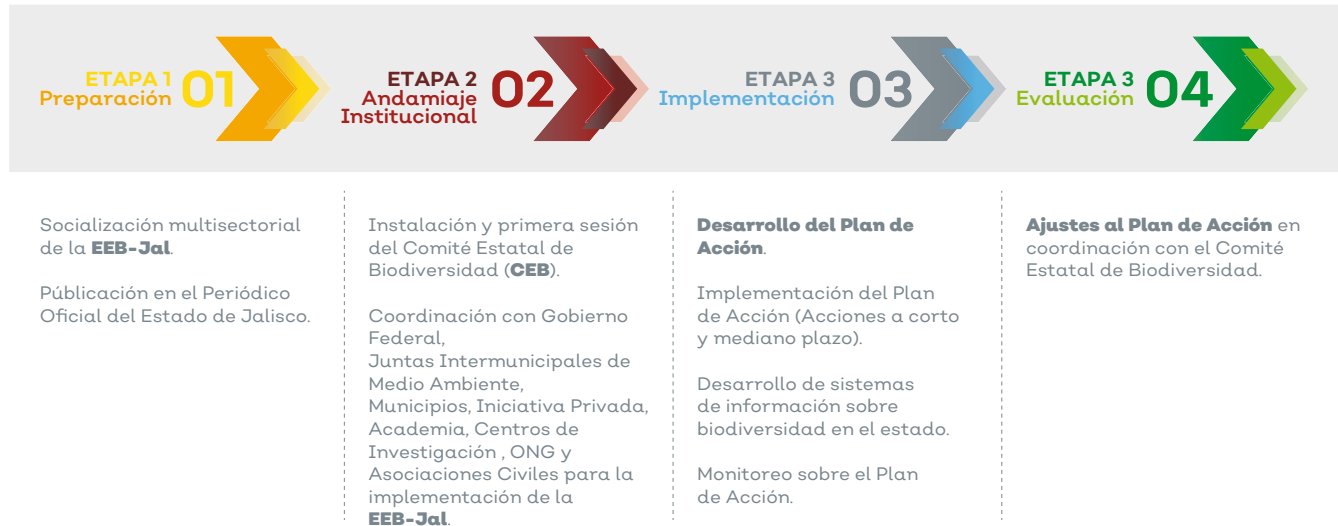 ETAPA 1
Preparación
01
ETAPA 2
Andamiaje
Institucional
02
ETAPA 3
Implementación
03
ETAPA 3
Evaluación
04
Socialización multisectorial
de la EEB-Jal.
Públicación en el Periódico
Oficial del Estado de Jalisco.
Instalación y primera sesión
del Comité Estatal de
Biodiversidad (CEB).
Coordinación con Gobierno
Federal,
Juntas Intermunicipales de
Medio Ambiente,
Municipios, Iniciativa Privada,
Academia, Centros de
Investigación , ONG y
Asociaciones Civiles para la
implementación de la
EEB-Jal.
Desarrollo del Plan de
Acción.
Implementación del Plan
de Acción (Acciones a corto
y mediano plazo).
Desarrollo de sistemas
de información sobre
biodiversidad en el estado.
Monitoreo sobre el Plan
de Acción.
Ajustes al Plan de Acción en
coordinación con el Comité
Estatal de Biodiversidad.